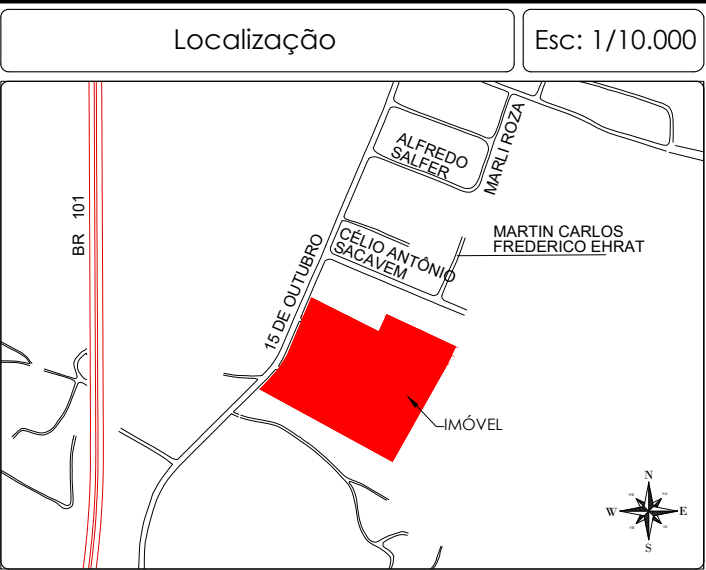 Localização
Esc: 1/10.000
ALFREDO
SALFER
MARLI ROZA
BR 101
MARTIN CARLOS
FREDERICO EHRAT
CÉLIO ANTÔNIO
SACAVEM
15 DE OUTUBRO
IMÓVEL
N
W
E
S